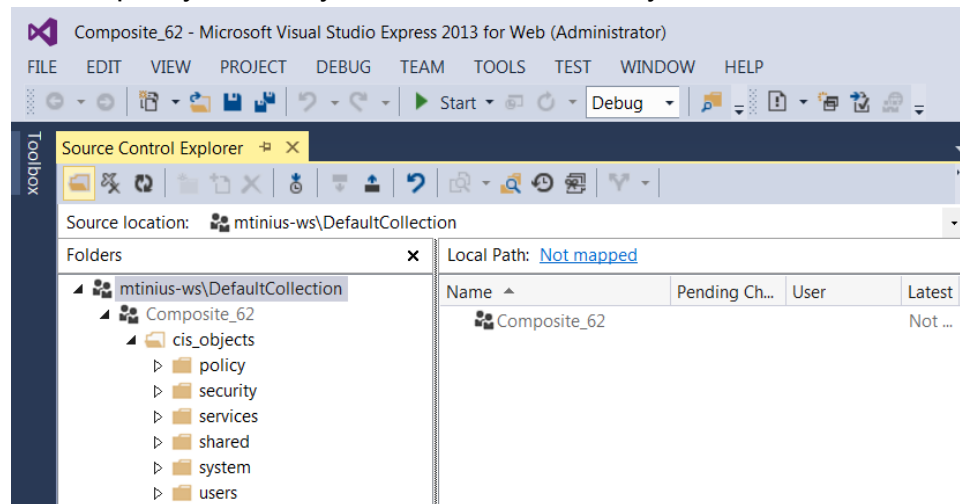 Composite_62 - Microsoft Visual Studio Express 2013 for Web (Administrator)
FILE EDIT VIEW PROJECT DEBUG TEAM TOOLS TEST WINDOW HELP
Start Debug
Toolbox
Source Control Explorer
Source location: mtinius-ws\DefaultCollection
Folders Local Path: Not mapped
mtinius-ws\DefaultCollection Name Pending Ch... User Latest
Composite_62 Composite_62 Not ...
cis_objects
policy
security
services
shared
system
users